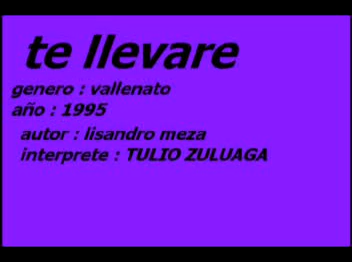 te llevare
genero : vallenato
año : 1995
autor : lisandro meza
interprete : TULIO ZULUAGA